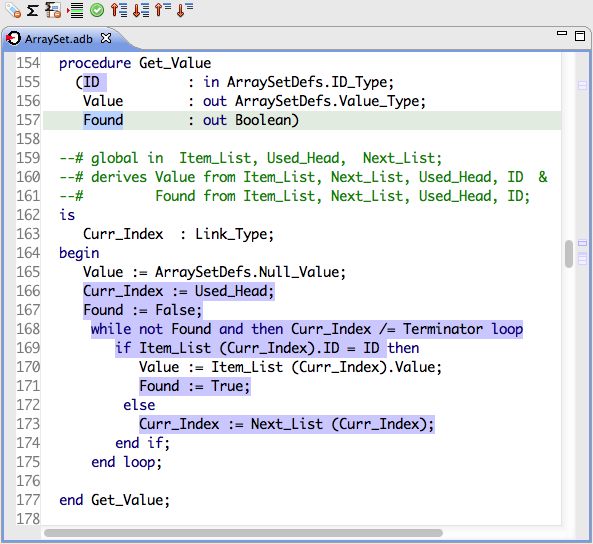 ArraySet.adb
154 procedure Get_Value
155 (ID : in ArraySetDefs.ID_Type;
156 Value : out ArraySetDefs.Value_Type;
157 Found : out Boolean)
158
159 --# global in Item_List, Used_Head, Next_List;
160 --# derives Value from Item_List, Next_List, Used_Head, ID &
161 --# Found from Item_List, Next_List, Used_Head, ID;
162 is
163 Curr_Index : Link_Type;
164 begin
165 Value := ArraySetDefs.Null_Value;
166 Curr_Index := Used_Head;
167 Found := False;
168 while not Found and then Curr_Index /= Terminator loop
169 if Item_List (Curr_Index).ID = ID then
170 Value := Item_List (Curr_Index).Value;
171 Found := True;
172 else
173 Curr_Index := Next_List (Curr_Index);
174 end if;
175 end loop;
176
177 end Get_Value;
178